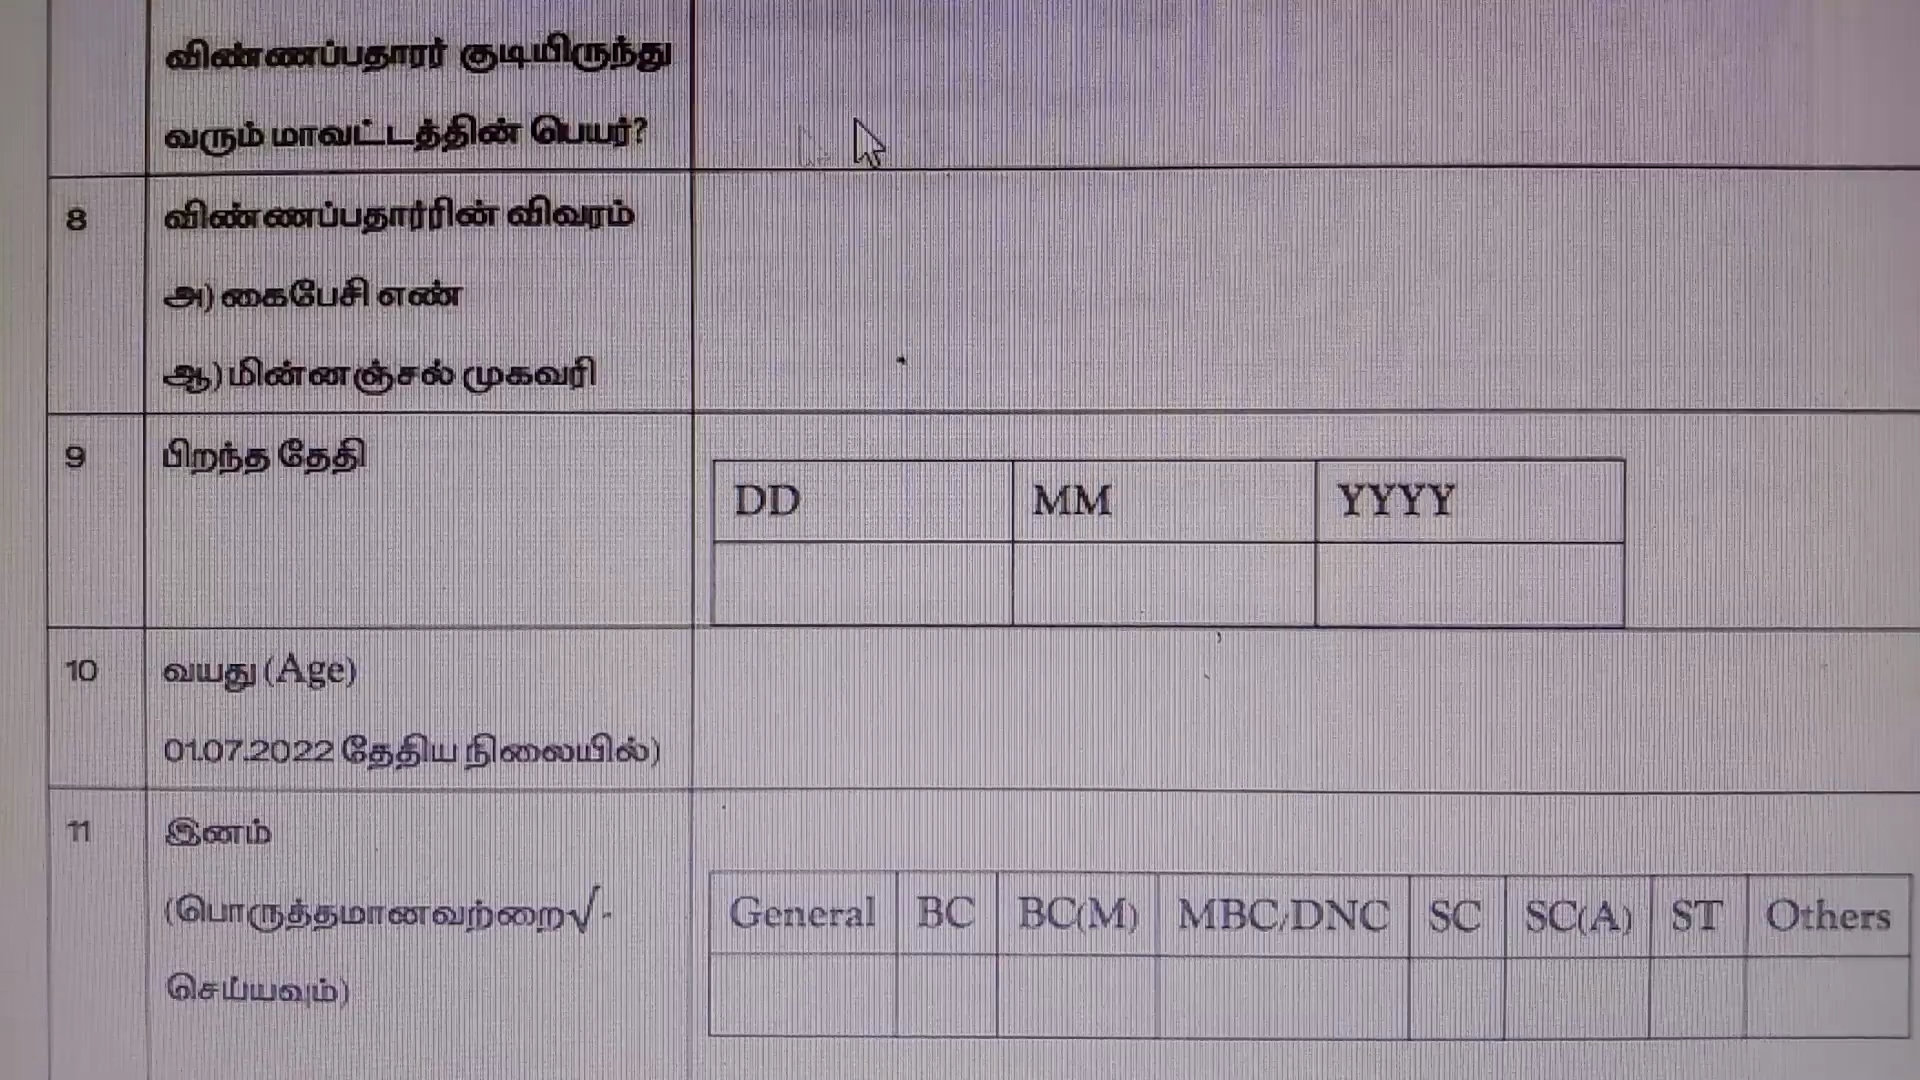 விண்ணப்பதாரர் குடியிருந்து
வரும் மாவட்டத்தின் பெயர்?
8 விண்ணப்பதார்ரின் விவரம்
அ) கைபேசி எண்
ஆ) மின்னஞ்சல் முகவரி
9 பிறந்த தேதி
DD MM YYYY
10 வயது (Age)
01.07.2022 தேதிய நிலையில்)
11 இனம்
(பொருத்தமானவற்றை √-
செய்யவும்)
General BC BC(M) MBC/DNC SC SC(A) ST Others